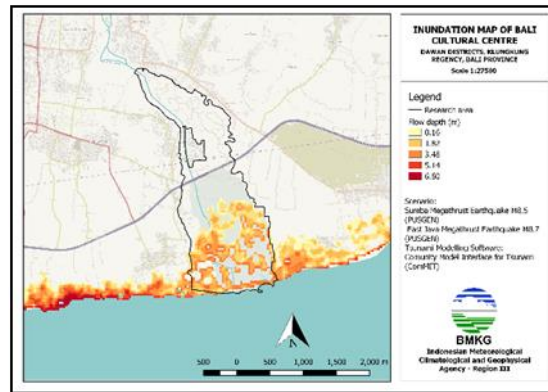 INUNDATION MAP OF BALI
CULTURAL CENTRE
DAWAN DISTRICTS, KLUNGKUNG
REGENCY, BALI PROVINCE
Scale 1:27500
Legend
Research area
Flow depth (m)
0.16
1.82
3.48
5.14
6.80
Scenario:
Sumba Megathrust Earthquake M8.5
(PUSGEN)
East Java Megathrust Earthquake M8.7
(PUSGEN)
Tsunami Modelling Software:
Comunity Model Interface for Tsunami
(ComMIT)
BMKG
Indonesian Meteorological
Climatological and Geophysical
Agency - Region III
N
500 0 500 1,000 1,500 2,000 m